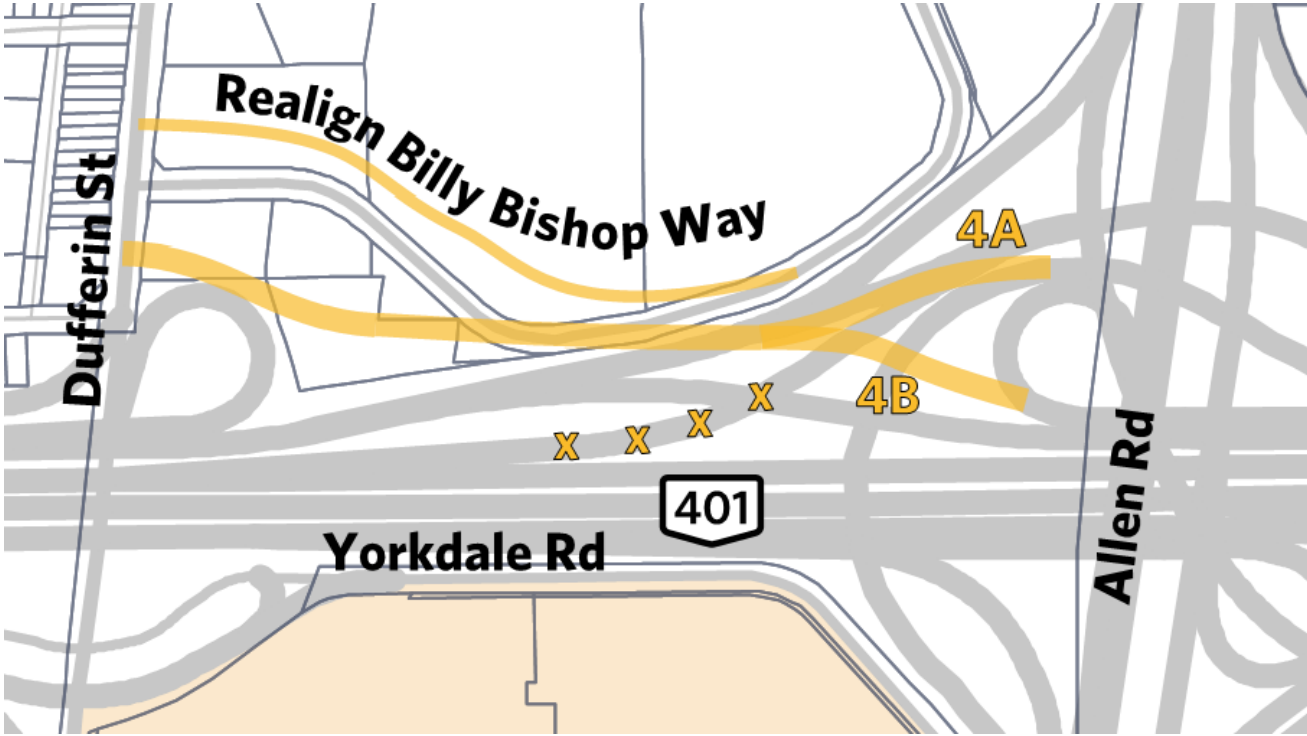 Realign Billy Bishop Way
Dufferin St
4A
4B
x
x
x
x
401
Yorkdale Rd
Allen Rd